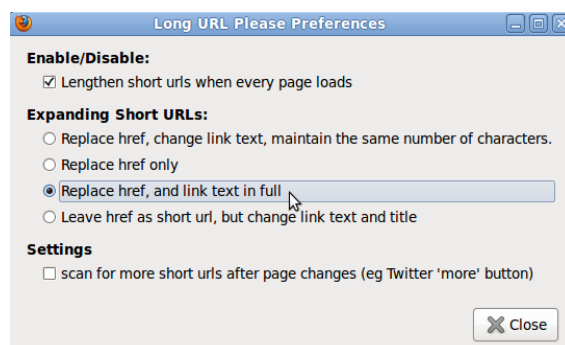 Long URL Please Preferences
Enable/Disable:
Lengthen short urls when every page loads
Expanding Short URLs:
Replace href, change link text, maintain the same number of characters.
Replace href only
Replace href, and link text in full
Leave href as short url, but change link text and title
Settings
scan for more short urls after page changes (eg Twitter 'more' button)
Close